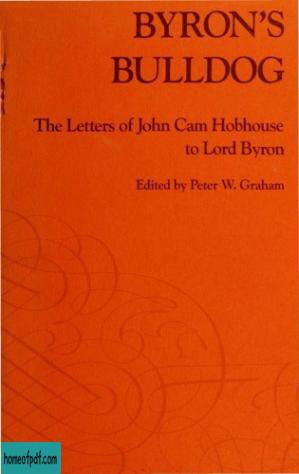 BYRON'S
BULLDOG
The Letters of John Cam Hobhouse
to Lord Byron
Edited by Peter W. Graham
homeofpdf.com